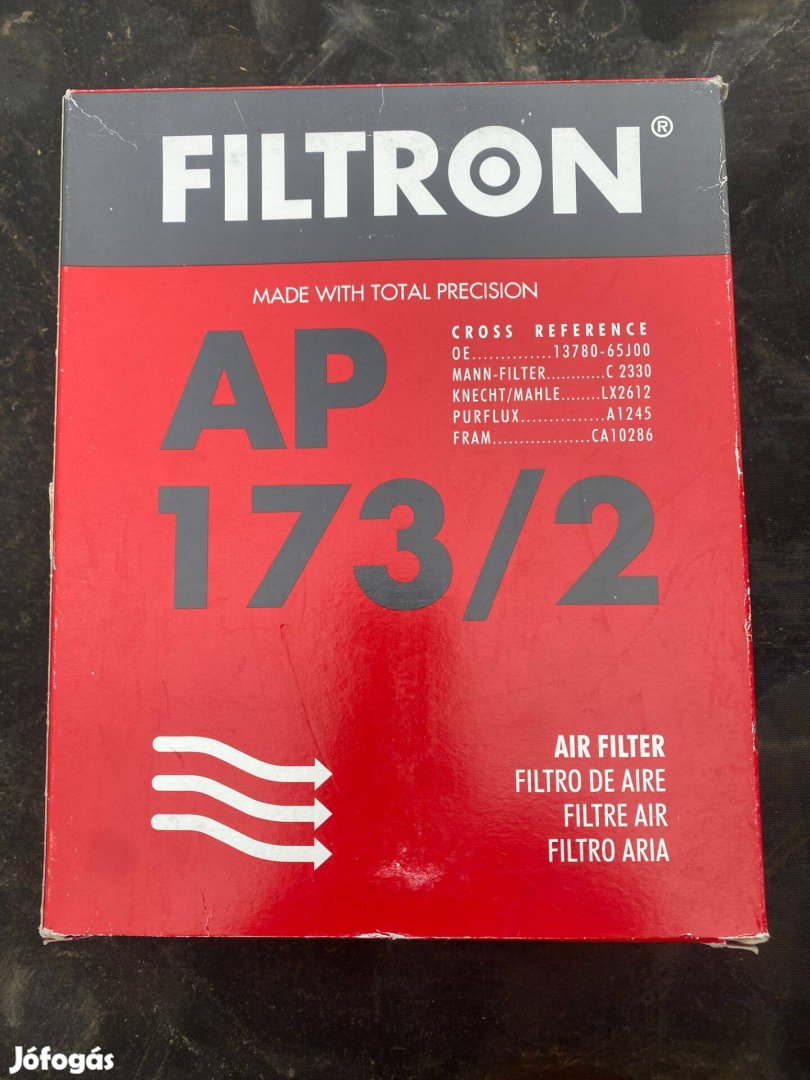 FILTRON®
MADE WITH TOTAL PRECISION
AP
173/2
CROSS REFERENCE
OE..............13780-65J00
MANN-FILTER...........C 2330
KNECHT/MAHLE.......LX2612
PURFLUX...............A1245
FRAM.................CA10286
AIR FILTER
FILTRO DE AIRE
FILTRE AIR
FILTRO ARIA
Jófogás